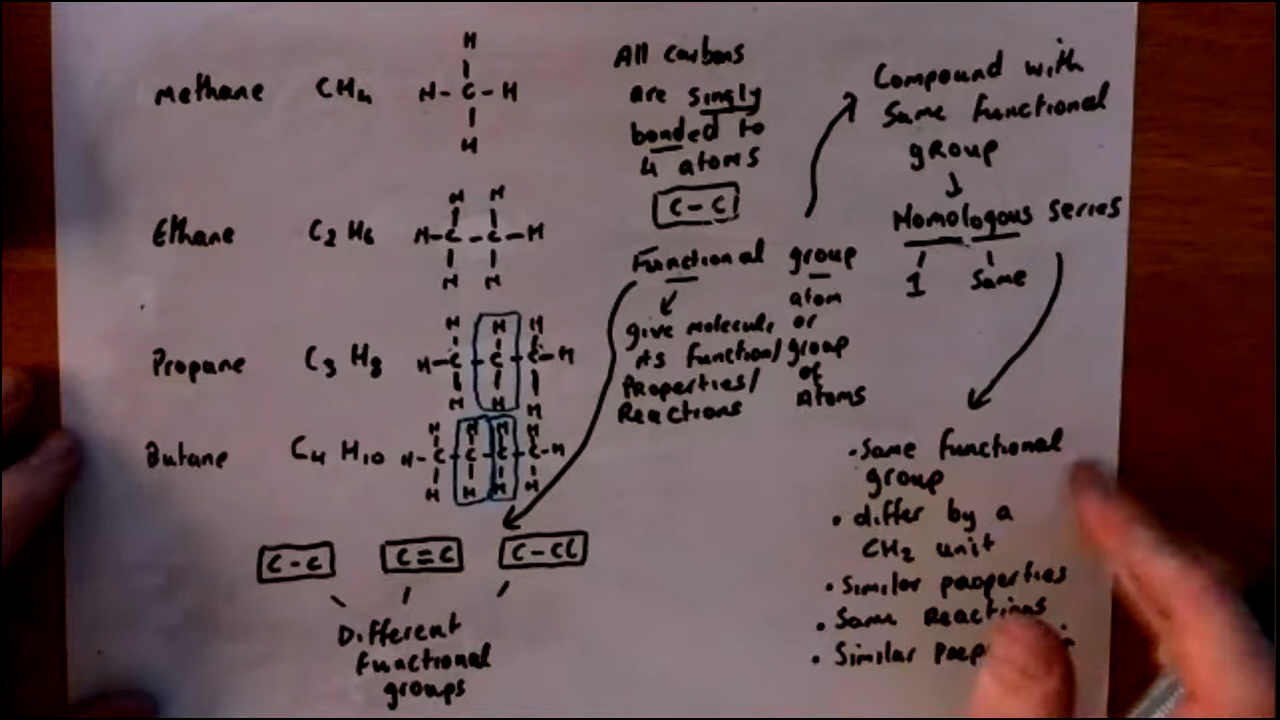 Methane CH4
H
H-C-H
H
Ethane C2H6
H H
H-C-C-H
H H
Propane C3H8
H H H
H-C-C-C-H
H H H
Butane C4H10
H H H H
H-C-C-C-C-H
H H H H
C-C C=C C-Cl
Different
functional
groups
All carbons
are singly
bonded to
4 atoms
C-C
Functional group
give molecule
its function/
Properties/
Reactions
atom
or
group
of
atoms
Compound with
Same functional
group
Homologous series
1 Same
• Same functional
group
• differ by a
CH2 unit
• Similar properties
• Same Reactions
• Similar